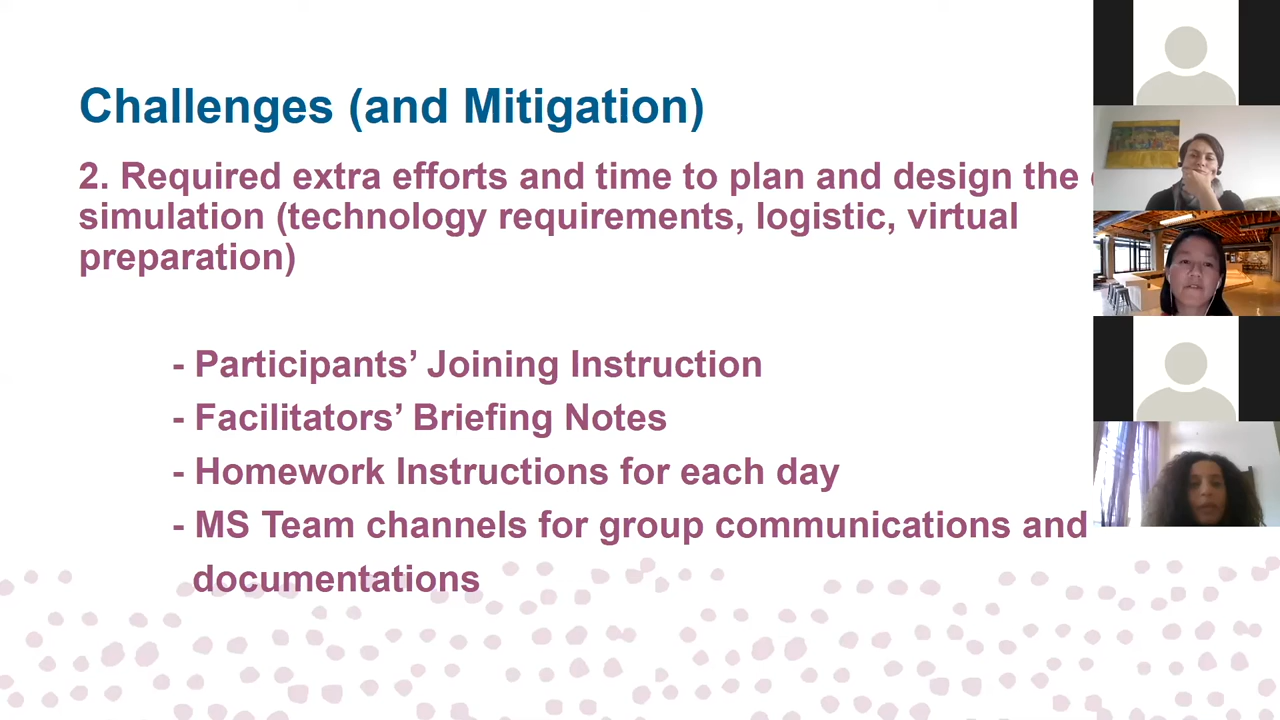 Challenges (and Mitigation)
2. Required extra efforts and time to plan and design the
simulation (technology requirements, logistic, virtual
preparation)
- Participants’ Joining Instruction
- Facilitators’ Briefing Notes
- Homework Instructions for each day
- MS Team channels for group communications and
documentations